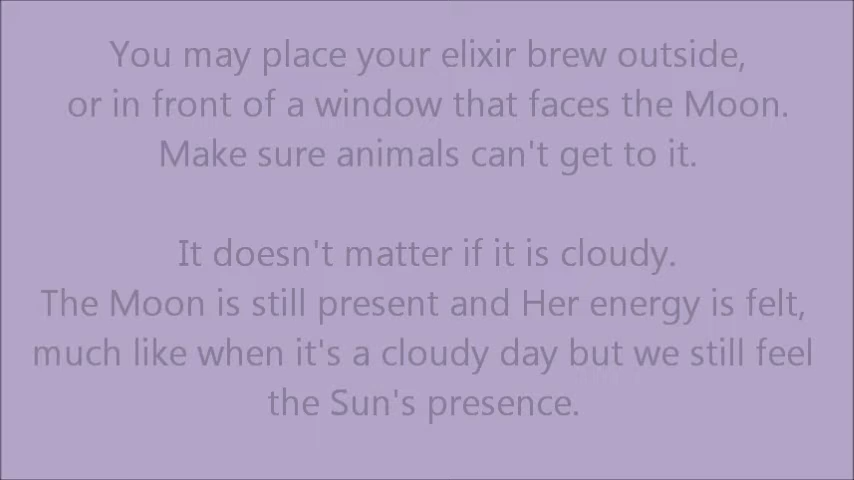 You may place your elixir brew outside,
or in front of a window that faces the Moon.
Make sure animals can't get to it.
It doesn't matter if it is cloudy.
The Moon is still present and Her energy is felt,
much like when it's a cloudy day but we still feel
the Sun's presence.